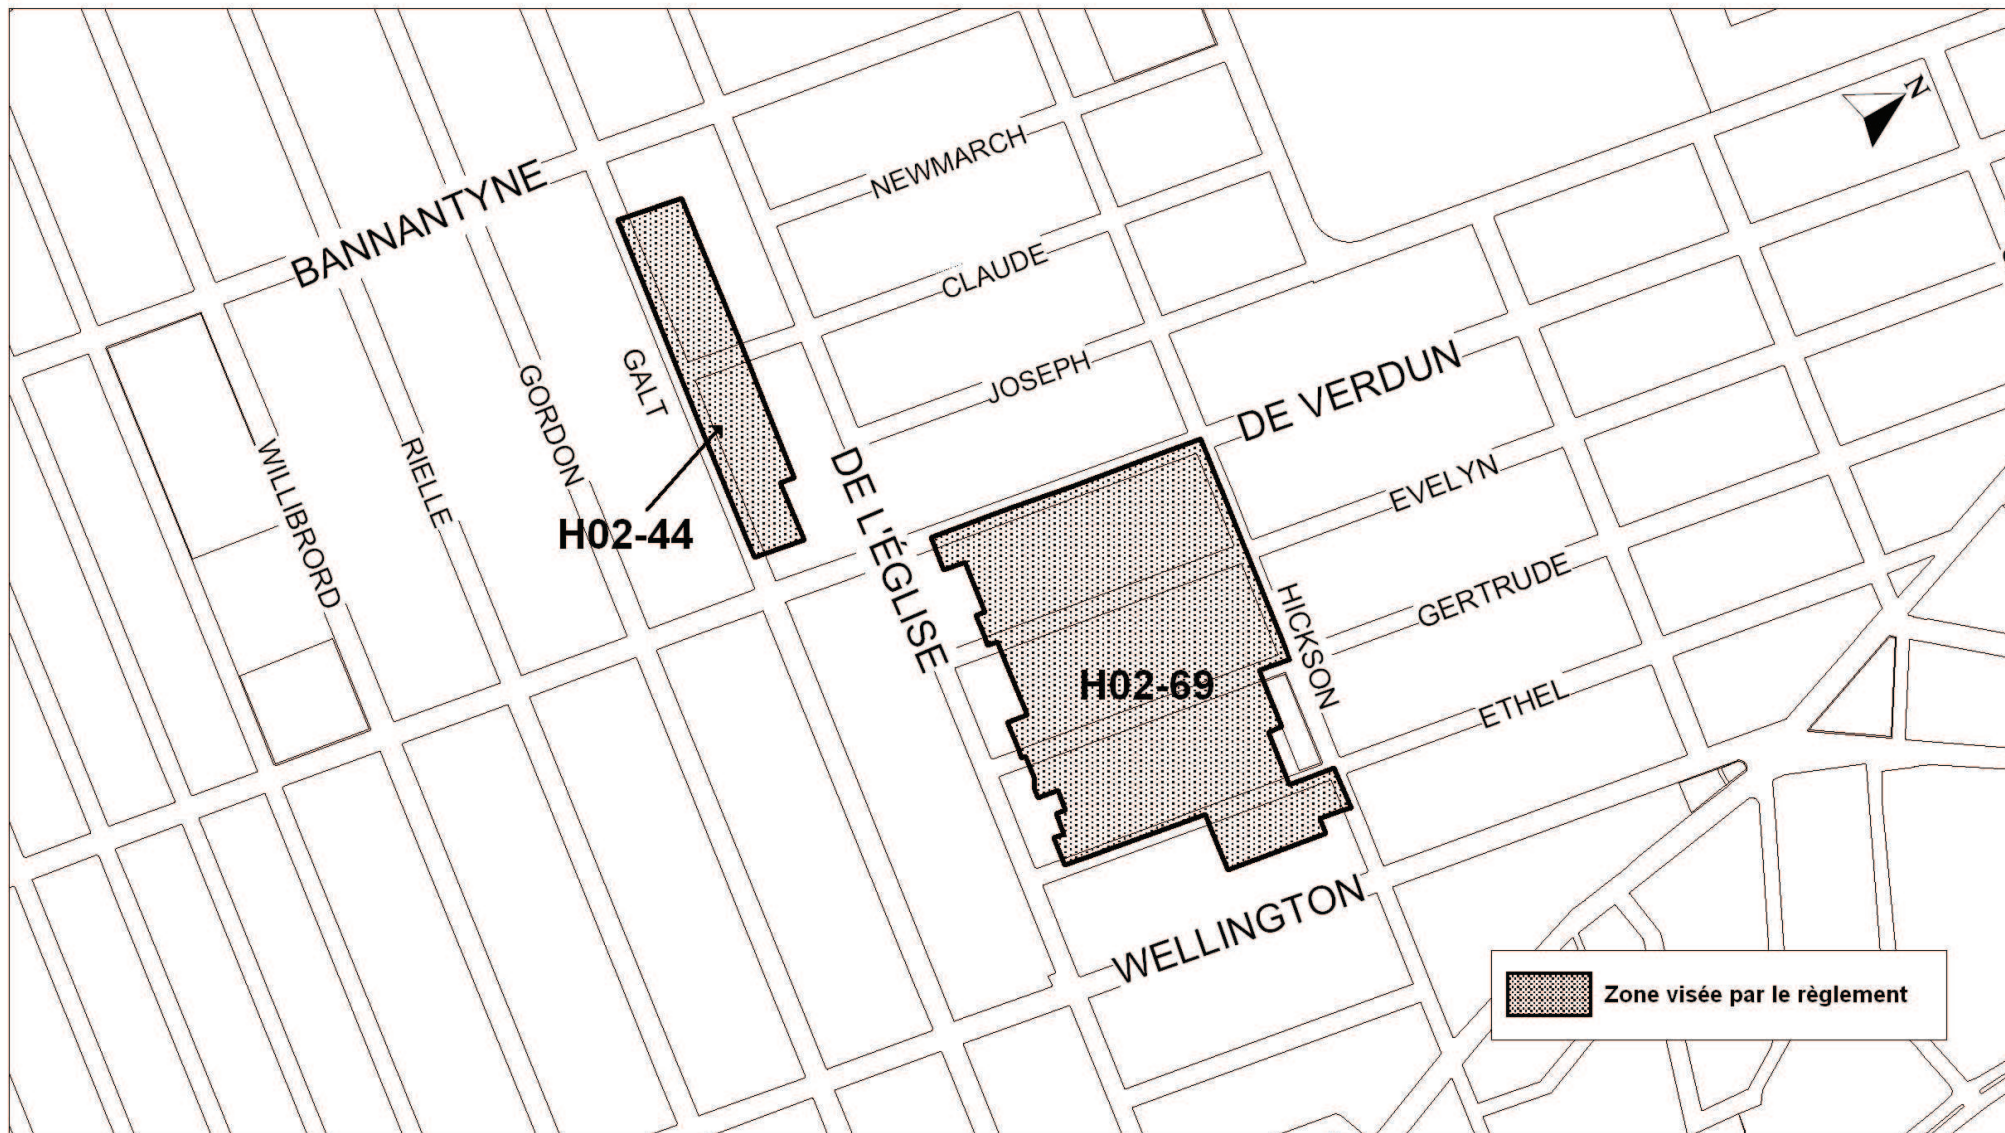 N
NEWMARCH
BANNANTYNE
CLAUDE
GALT
JOSEPH
DE VERDUN
GORDON
RIELLE
WILLIBRORD
DE L'ÉGLISE
EVELYN
H02-44
GERTRUDE
HICKSON
H02-69
ETHEL
WELLINGTON
Zone visée par le règlement